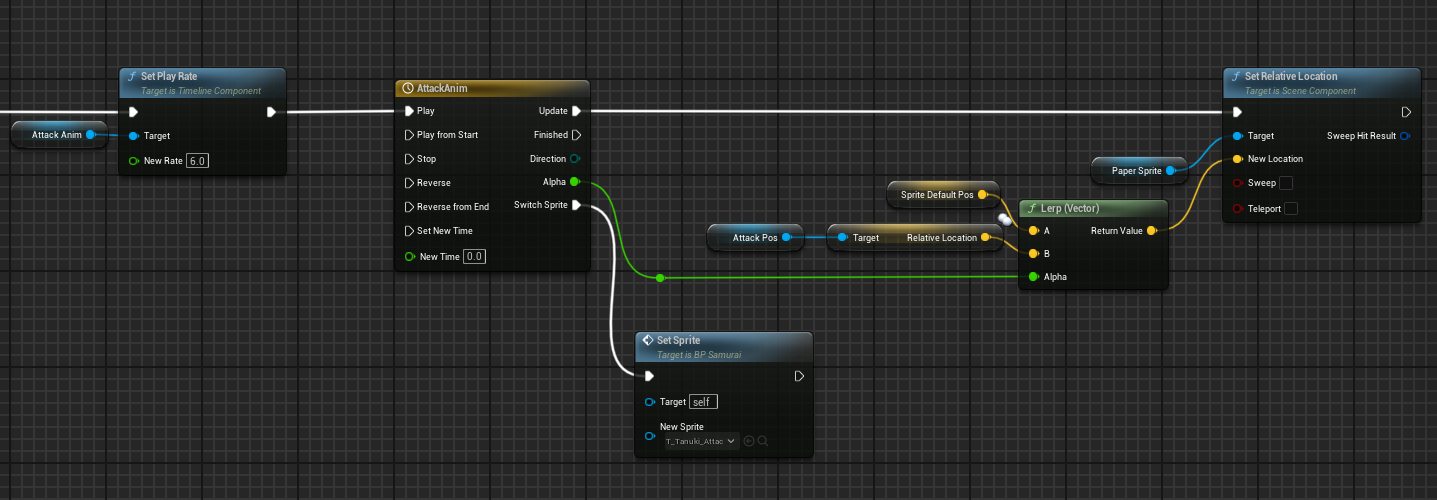 Set Play Rate
Target is Timeline Component
Attack Anim
Target
New Rate 6.0
AttackAnim
Play Update
Play from Start Finished
Stop Direction
Reverse Alpha
Reverse from End Switch Sprite
Set New Time
New Time 0.0
Set Relative Location
Target is Scene Component
Target Sweep Hit Result
New Location
Sweep
Teleport
Paper Sprite
Sprite Default Pos
Attack Pos
Target Relative Location
Lerp (Vector)
A Return Value
B
Alpha
Set Sprite
Target is BP Samurai
Target self
New Sprite
T_Tanuki_Attac